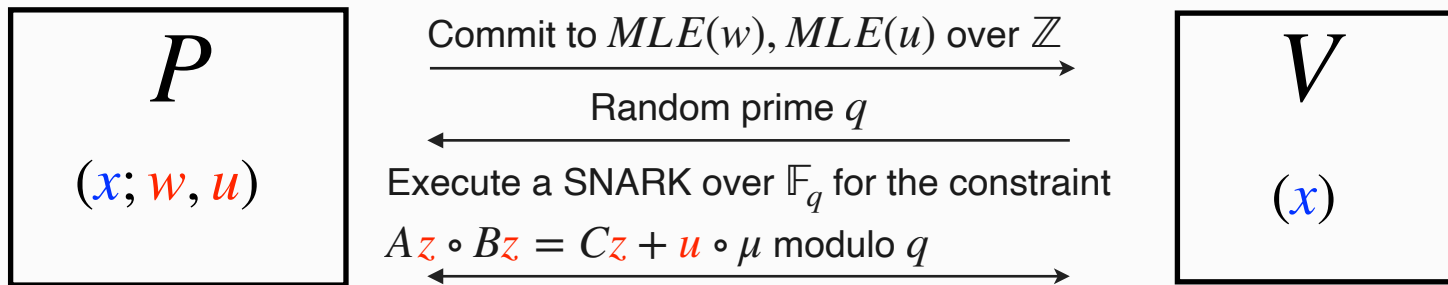 P
(x; w, u)
Commit to MLE(w), MLE(u) over ℤ
Random prime q
Execute a SNARK over 𝔽_q for the constraint
Az ∘ Bz = Cz + u ∘ μ modulo q
V
(x)